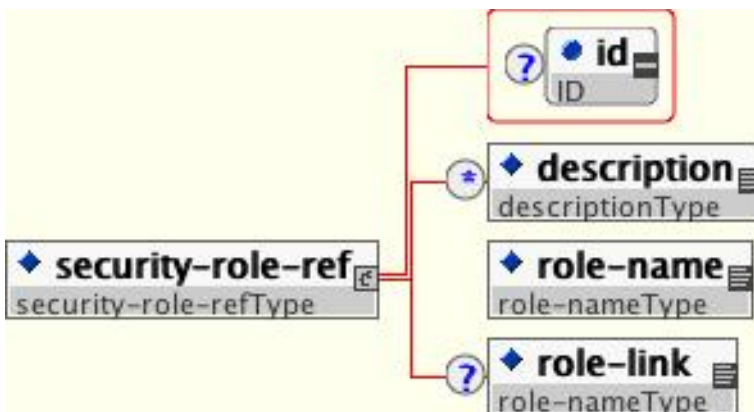 ? id
ID
* description
descriptionType
security-role-ref
security-role-refType
role-name
role-nameType
? role-link
role-nameType